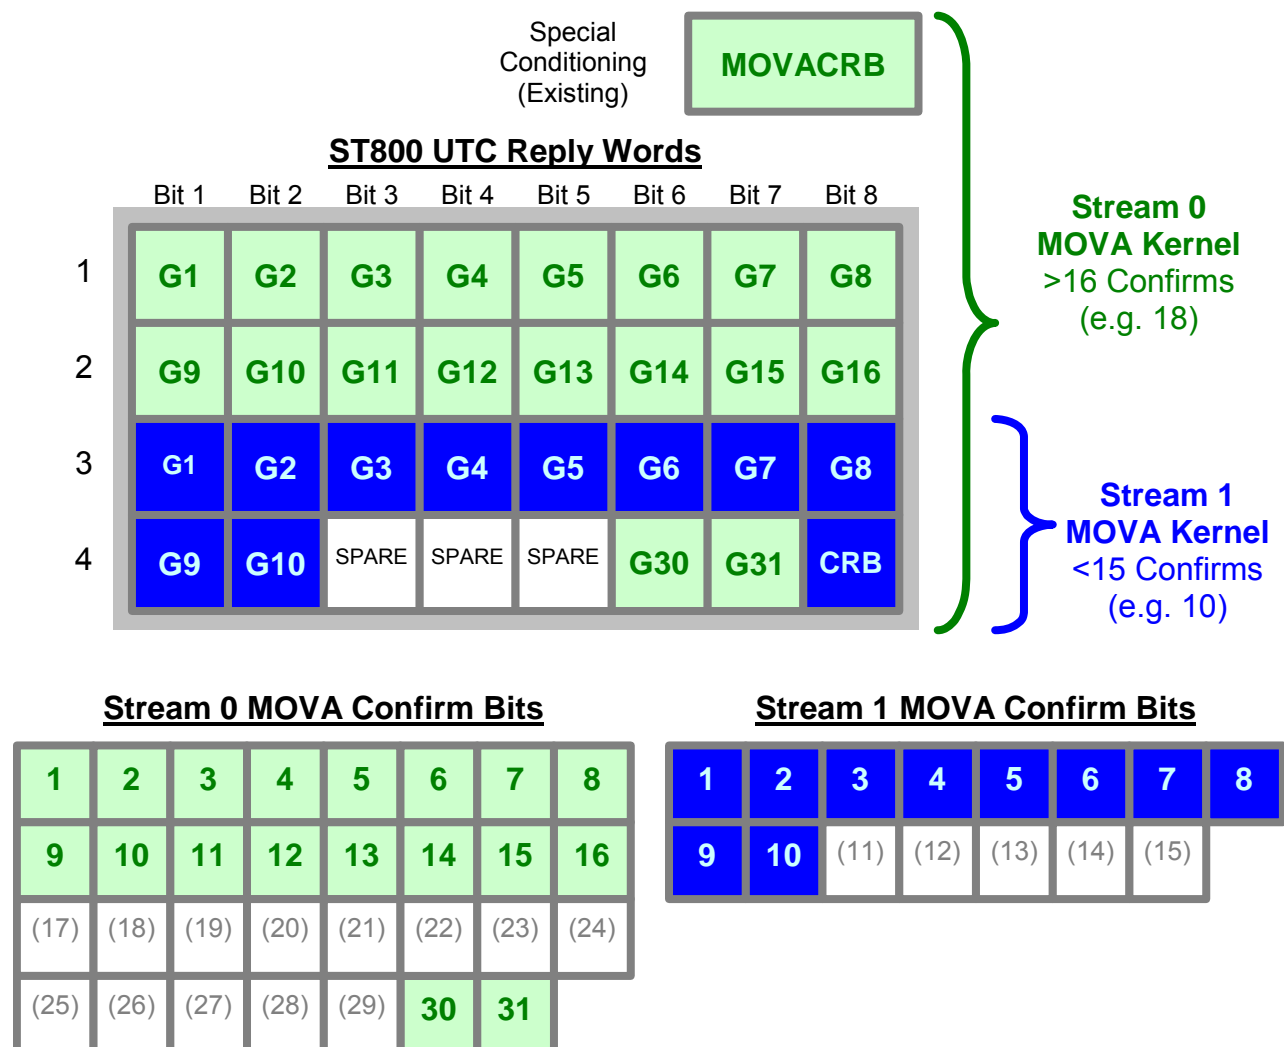 Special
Conditioning
(Existing)
MOVACRB
ST800 UTC Reply Words
Bit 1 Bit 2 Bit 3 Bit 4 Bit 5 Bit 6 Bit 7 Bit 8
1 G1 G2 G3 G4 G5 G6 G7 G8
2 G9 G10 G11 G12 G13 G14 G15 G16
3 G1 G2 G3 G4 G5 G6 G7 G8
4 G9 G10 SPARE SPARE SPARE G30 G31 CRB
Stream 0
MOVA Kernel
>16 Confirms
(e.g. 18)
Stream 1
MOVA Kernel
<15 Confirms
(e.g. 10)
Stream 0 MOVA Confirm Bits
1 2 3 4 5 6 7 8
9 10 11 12 13 14 15 16
(17) (18) (19) (20) (21) (22) (23) (24)
(25) (26) (27) (28) (29) 30 31
Stream 1 MOVA Confirm Bits
1 2 3 4 5 6 7 8
9 10 (11) (12) (13) (14) (15)